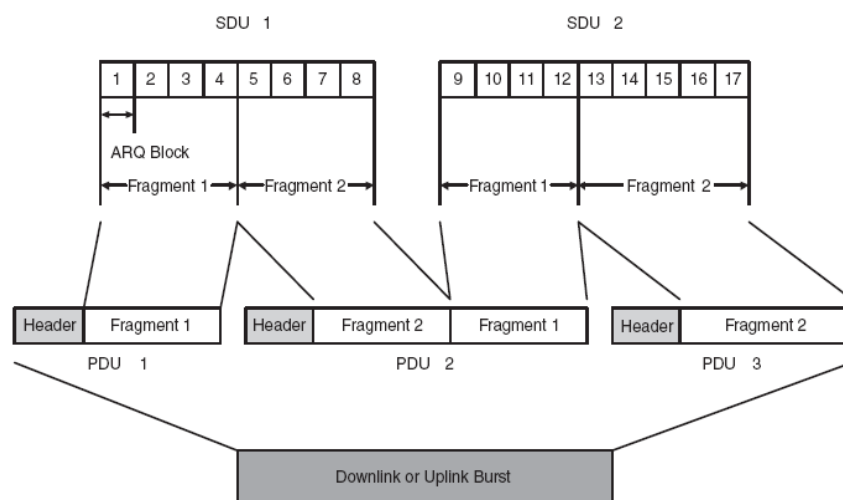 SDU 1 SDU 2
1 2 3 4 5 6 7 8 9 10 11 12 13 14 15 16 17
ARQ Block
Fragment 1 Fragment 2 Fragment 1 Fragment 2
Header Fragment 1 Header Fragment 2 Fragment 1 Header Fragment 2
PDU 1 PDU 2 PDU 3
Downlink or Uplink Burst